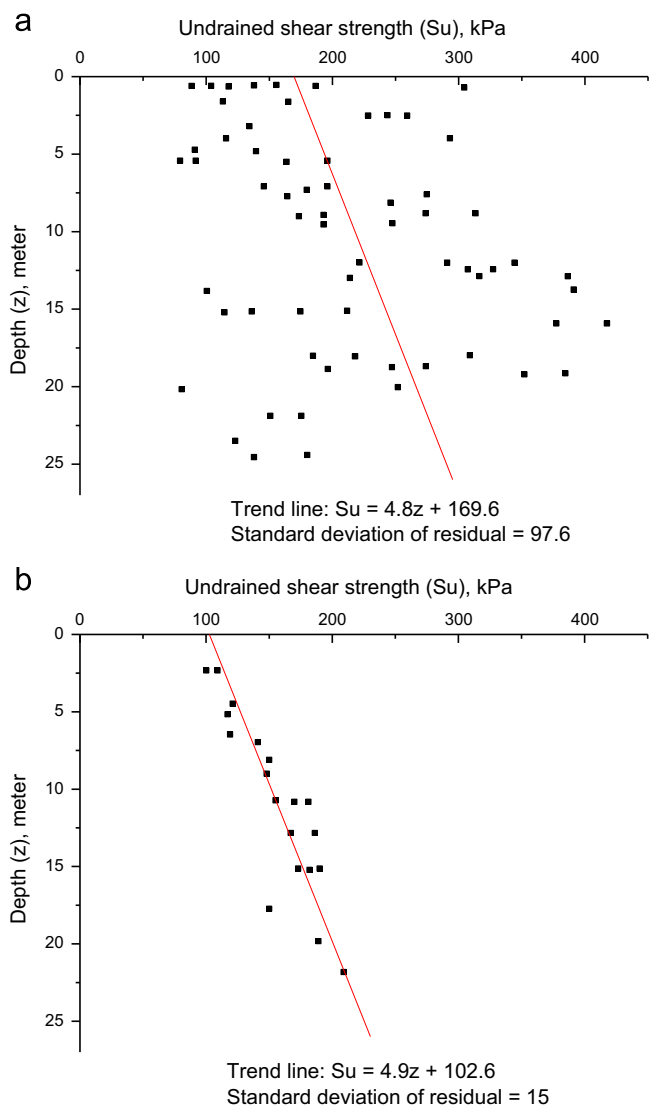 a
Undrained shear strength (Su), kPa
0 100 200 300 400
0
5
10
15
20
25
Depth (z), meter
Trend line: Su = 4.8z + 169.6
Standard deviation of residual = 97.6
b
Undrained shear strength (Su), kPa
0 100 200 300 400
0
5
10
15
20
25
Depth (z), meter
Trend line: Su = 4.9z + 102.6
Standard deviation of residual = 15